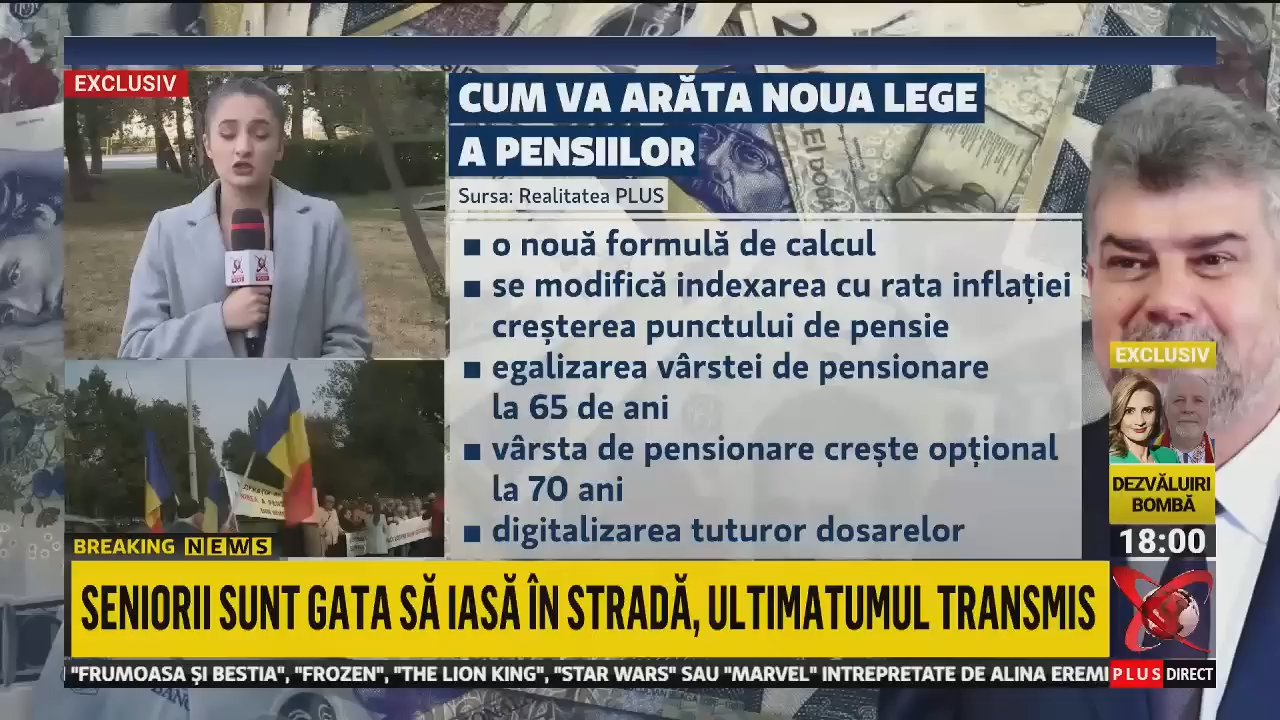 EXCLUSIV
CUM VA ARĂTA NOUA LEGE
A PENSIILOR
Sursa: Realitatea PLUS
▪ o nouă formulă de calcul
▪ se modifică indexarea cu rata inflației
creșterea punctului de pensie
▪ egalizarea vârstei de pensionare
la 65 de ani
▪ vârsta de pensionare crește opțional
la 70 ani
▪ digitalizarea tuturor dosarelor
EXCLUSIV
DEZVĂLUIRI
BOMBĂ
18:00
BREAKING NEWS
SENIORII SUNT GATA SĂ IASĂ ÎN STRADĂ, ULTIMATUMUL TRANSMIS
"FRUMOASA ȘI BESTIA", "FROZEN", "THE LION KING", "STAR WARS" SAU "MARVEL" INTREPRETATE DE ALINA EREMI
PLUS DIRECT